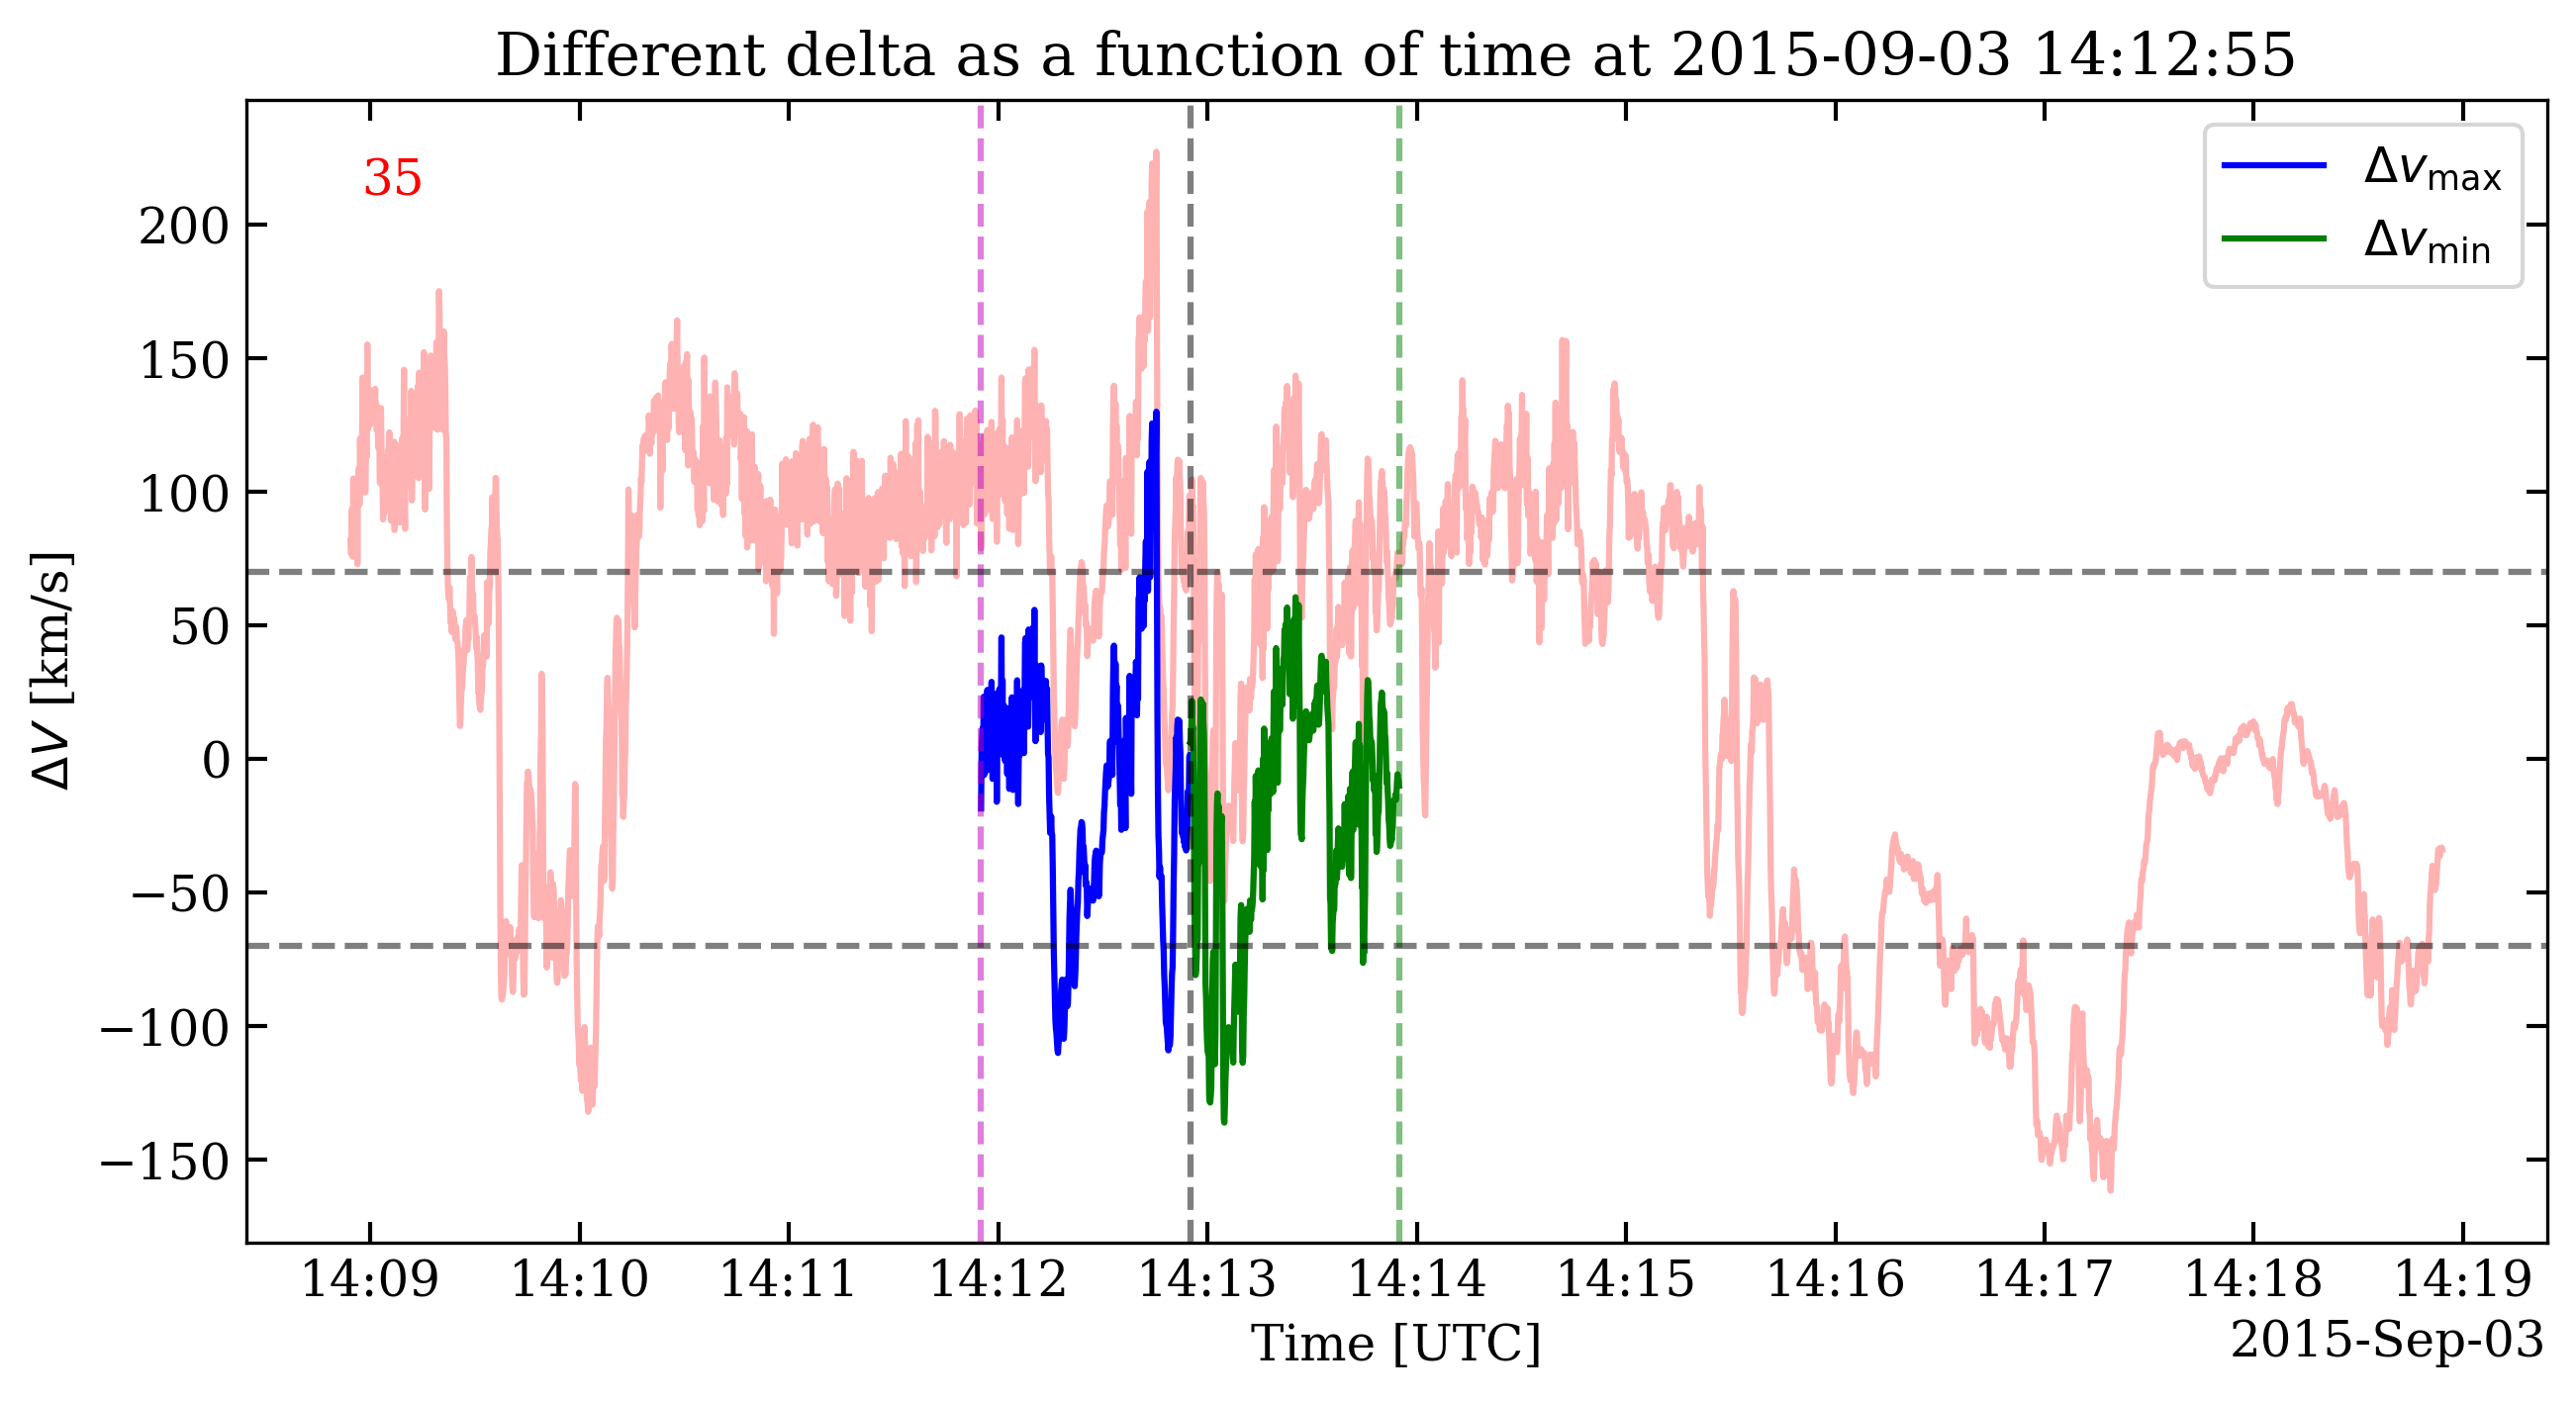 Different delta as a function of time at 2015-09-03 14:12:55
35
Δv_max
Δv_min
ΔV [km/s]
200
150
100
50
0
−50
−100
−150
14:09 14:10 14:11 14:12 14:13 14:14 14:15 14:16 14:17 14:18 14:19
Time [UTC]
2015-Sep-03